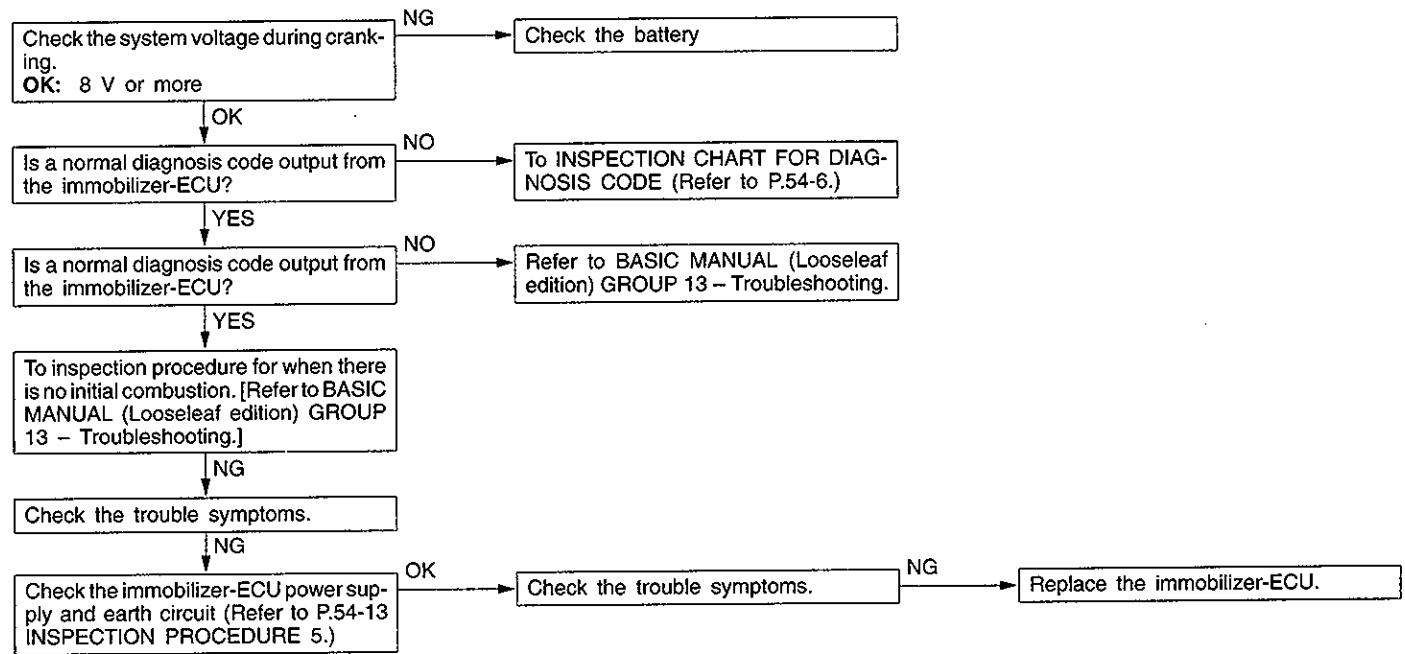 Check the system voltage during crank-
ing.
OK: 8 V or more
NG
Check the battery
OK
Is a normal diagnosis code output from
the immobilizer-ECU?
NO
To INSPECTION CHART FOR DIAG-
NOSIS CODE (Refer to P.54-6.)
YES
Is a normal diagnosis code output from
the immobilizer-ECU?
NO
Refer to BASIC MANUAL (Looseleaf
edition) GROUP 13 – Troubleshooting.
YES
To inspection procedure for when there
is no initial combustion. [Refer to BASIC
MANUAL (Looseleaf edition) GROUP
13 – Troubleshooting.]
NG
Check the trouble symptoms.
NG
Check the immobilizer-ECU power sup-
ply and earth circuit (Refer to P.54-13
INSPECTION PROCEDURE 5.)
OK
Check the trouble symptoms.
NG
Replace the immobilizer-ECU.